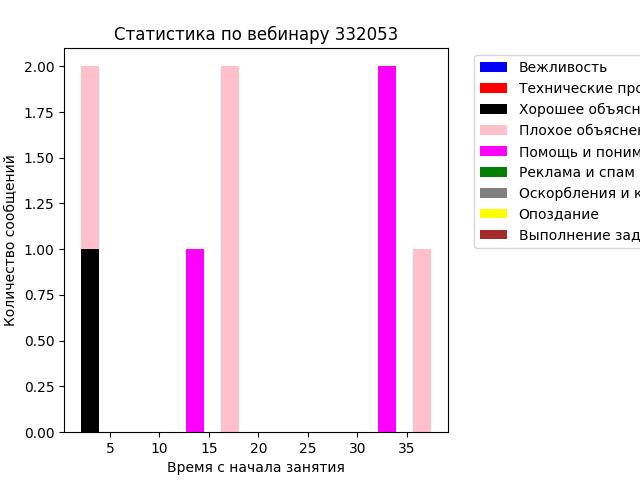 Статистика по вебинару 332053
2.00
1.75
1.50
1.25
1.00
0.75
0.50
0.25
0.00
Количество сообщений
5 10 15 20 25 30 35
Время с начала занятия
Вежливость
Технические про
Хорошее объясн
Плохое объяснен
Помощь и поним
Реклама и спам
Оскорбления и к
Опоздание
Выполнение зад